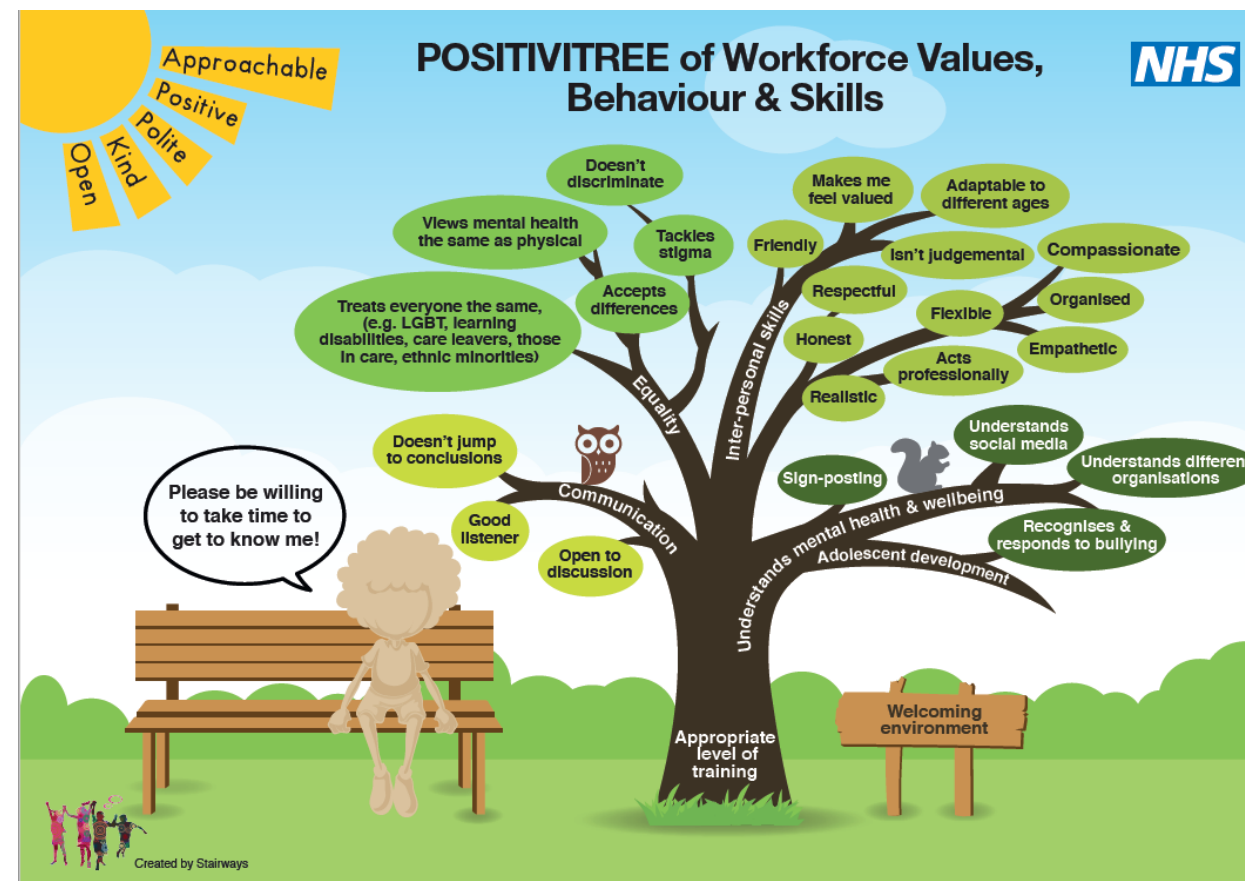 POSITIVITREE of Workforce Values,
Behaviour & Skills
NHS
Approachable
Positive
Polite
Kind
Open
Doesn't
discriminate
Views mental health
the same as physical
Tackles
stigma
Accepts
differences
Treats everyone the same,
(e.g. LGBT, learning
disabilities, care leavers, those
in care, ethnic minorities)
Equality
Makes me
feel valued
Adaptable to
different ages
Friendly
Isn't judgemental
Compassionate
Respectful
Flexible
Organised
Honest
Empathetic
Acts
professionally
Realistic
Inter-personal skills
Doesn't jump
to conclusions
Good
listener
Open to
discussion
Communication
Understands
social media
Sign-posting
Understands differen
organisations
Recognises &
responds to bullying
Understands mental health & wellbeing
Adolescent development
Please be willing
to take time to
get to know me!
Appropriate
level of
training
Welcoming
environment
Created by Stairways